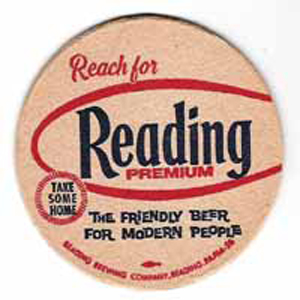 Reach for
Reading
PREMIUM
TAKE
SOME
HOME
THE FRIENDLY BEER
FOR MODERN PEOPLE
READING BREWING COMPANY, READING, PA.